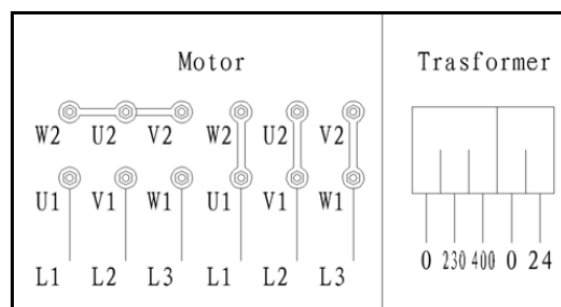 Motor Trasformer
W2 U2 V2 W2 U2 V2
U1 V1 W1 U1 V1 W1
L1 L2 L3 L1 L2 L3
0 230 400 0 24